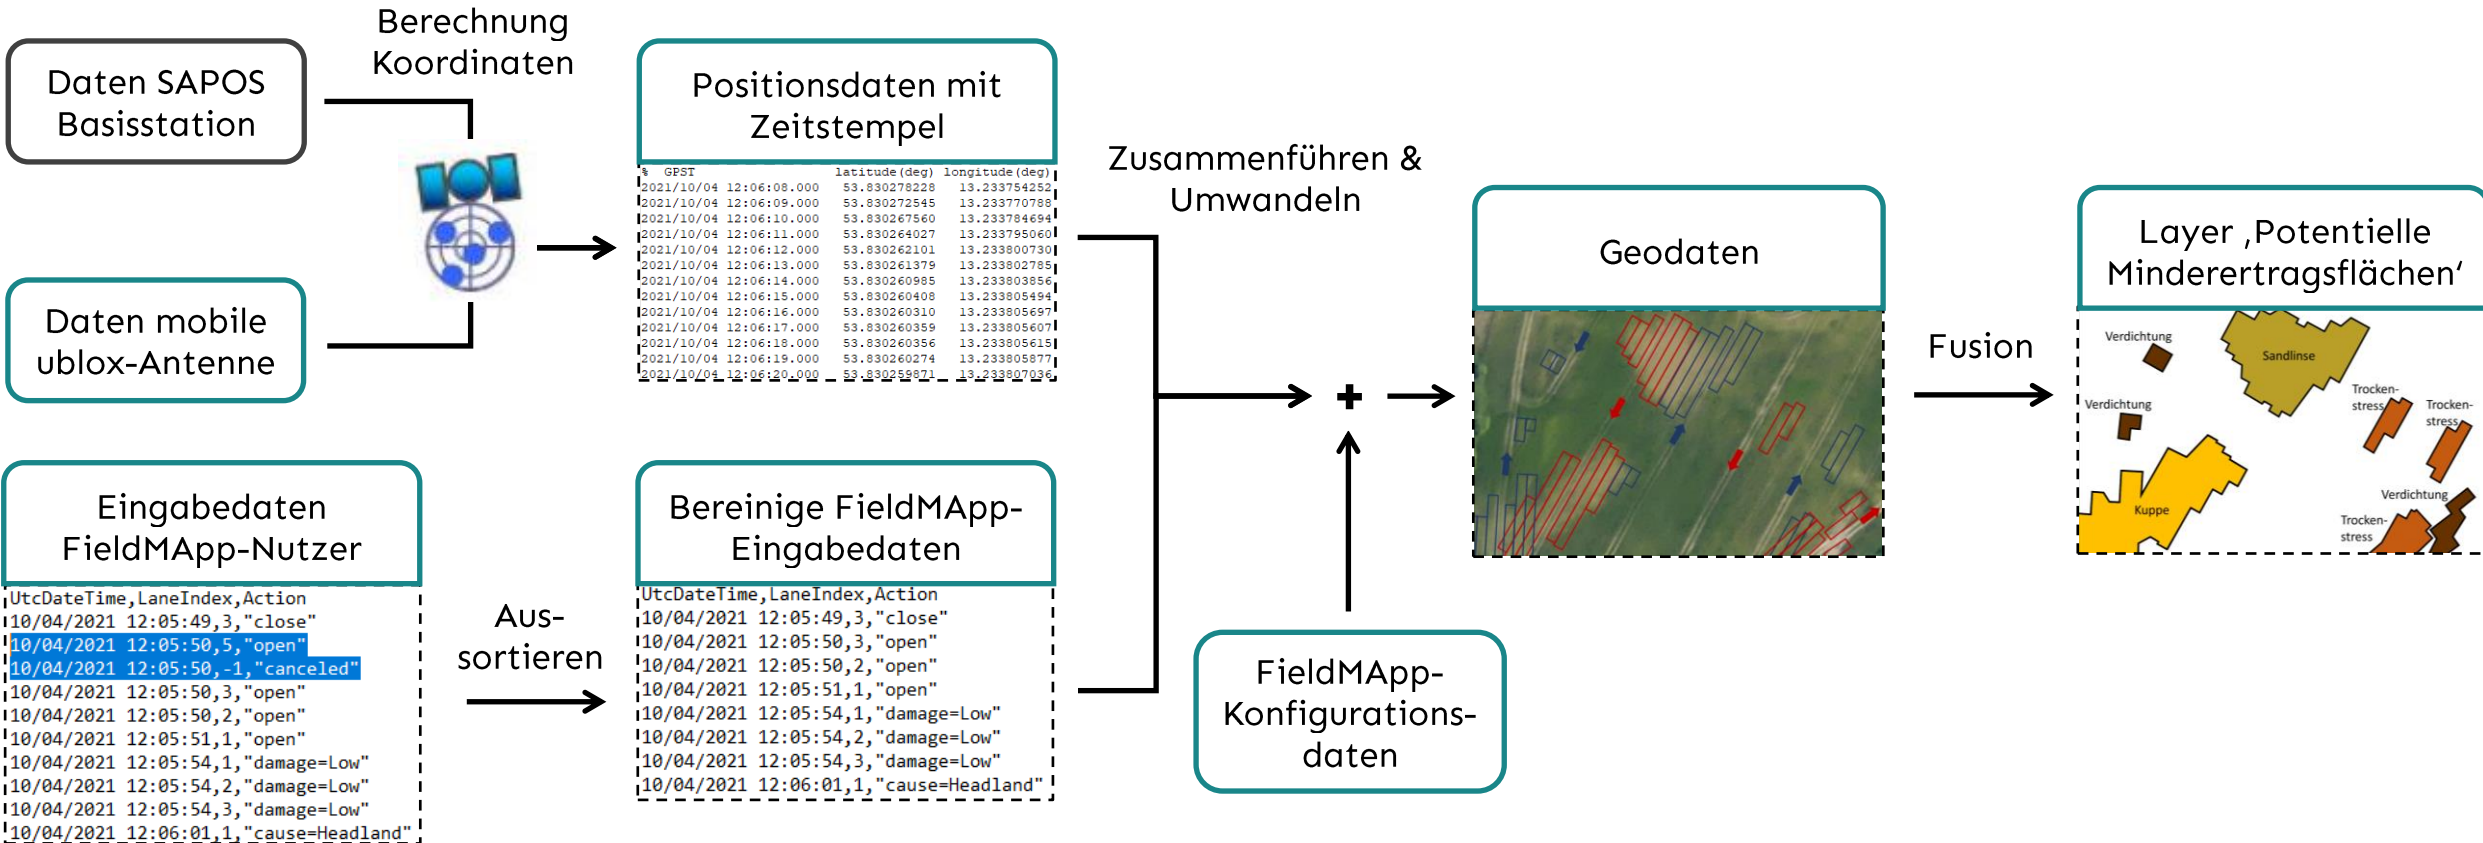 Daten SAPOS
Basisstation
Berechnung
Koordinaten
Daten mobile
ublox-Antenne
Positionsdaten mit
Zeitstempel
% GPST latitude(deg) longitude(deg)
2021/10/04 12:06:08.000 53.830278228 13.233754252
2021/10/04 12:06:09.000 53.830272545 13.233770788
2021/10/04 12:06:10.000 53.830267560 13.233784694
2021/10/04 12:06:11.000 53.830264027 13.233795060
2021/10/04 12:06:12.000 53.830262101 13.233800730
2021/10/04 12:06:13.000 53.830261379 13.233802785
2021/10/04 12:06:14.000 53.830260985 13.233803856
2021/10/04 12:06:15.000 53.830260408 13.233805494
2021/10/04 12:06:16.000 53.830260310 13.233805697
2021/10/04 12:06:17.000 53.830260359 13.233805607
2021/10/04 12:06:18.000 53.830260356 13.233805615
2021/10/04 12:06:19.000 53.830260274 13.233805877
2021/10/04 12:06:20.000 53.830259871 13.233807036
Eingabedaten
FieldMApp-Nutzer
UtcDateTime,LaneIndex,Action
10/04/2021 12:05:49,3,"close"
10/04/2021 12:05:50,5,"open"
10/04/2021 12:05:50,-1,"canceled"
10/04/2021 12:05:50,3,"open"
10/04/2021 12:05:50,2,"open"
10/04/2021 12:05:51,1,"open"
10/04/2021 12:05:54,1,"damage=Low"
10/04/2021 12:05:54,2,"damage=Low"
10/04/2021 12:05:54,3,"damage=Low"
10/04/2021 12:06:01,1,"cause=Headland"
Aus-
sortieren
Bereinige FieldMApp-
Eingabedaten
UtcDateTime,LaneIndex,Action
10/04/2021 12:05:49,3,"close"
10/04/2021 12:05:50,3,"open"
10/04/2021 12:05:50,2,"open"
10/04/2021 12:05:51,1,"open"
10/04/2021 12:05:54,1,"damage=Low"
10/04/2021 12:05:54,2,"damage=Low"
10/04/2021 12:05:54,3,"damage=Low"
10/04/2021 12:06:01,1,"cause=Headland"
Zusammenführen &
Umwandeln
+
FieldMApp-
Konfigurations-
daten
Geodaten
Fusion
Layer ‚Potentielle
Minderertragsflächen‘
Verdichtung
Sandlinse
Trocken-
stress
Trocken-
stress
Verdichtung
Kuppe
Verdichtung
Trocken-
stress